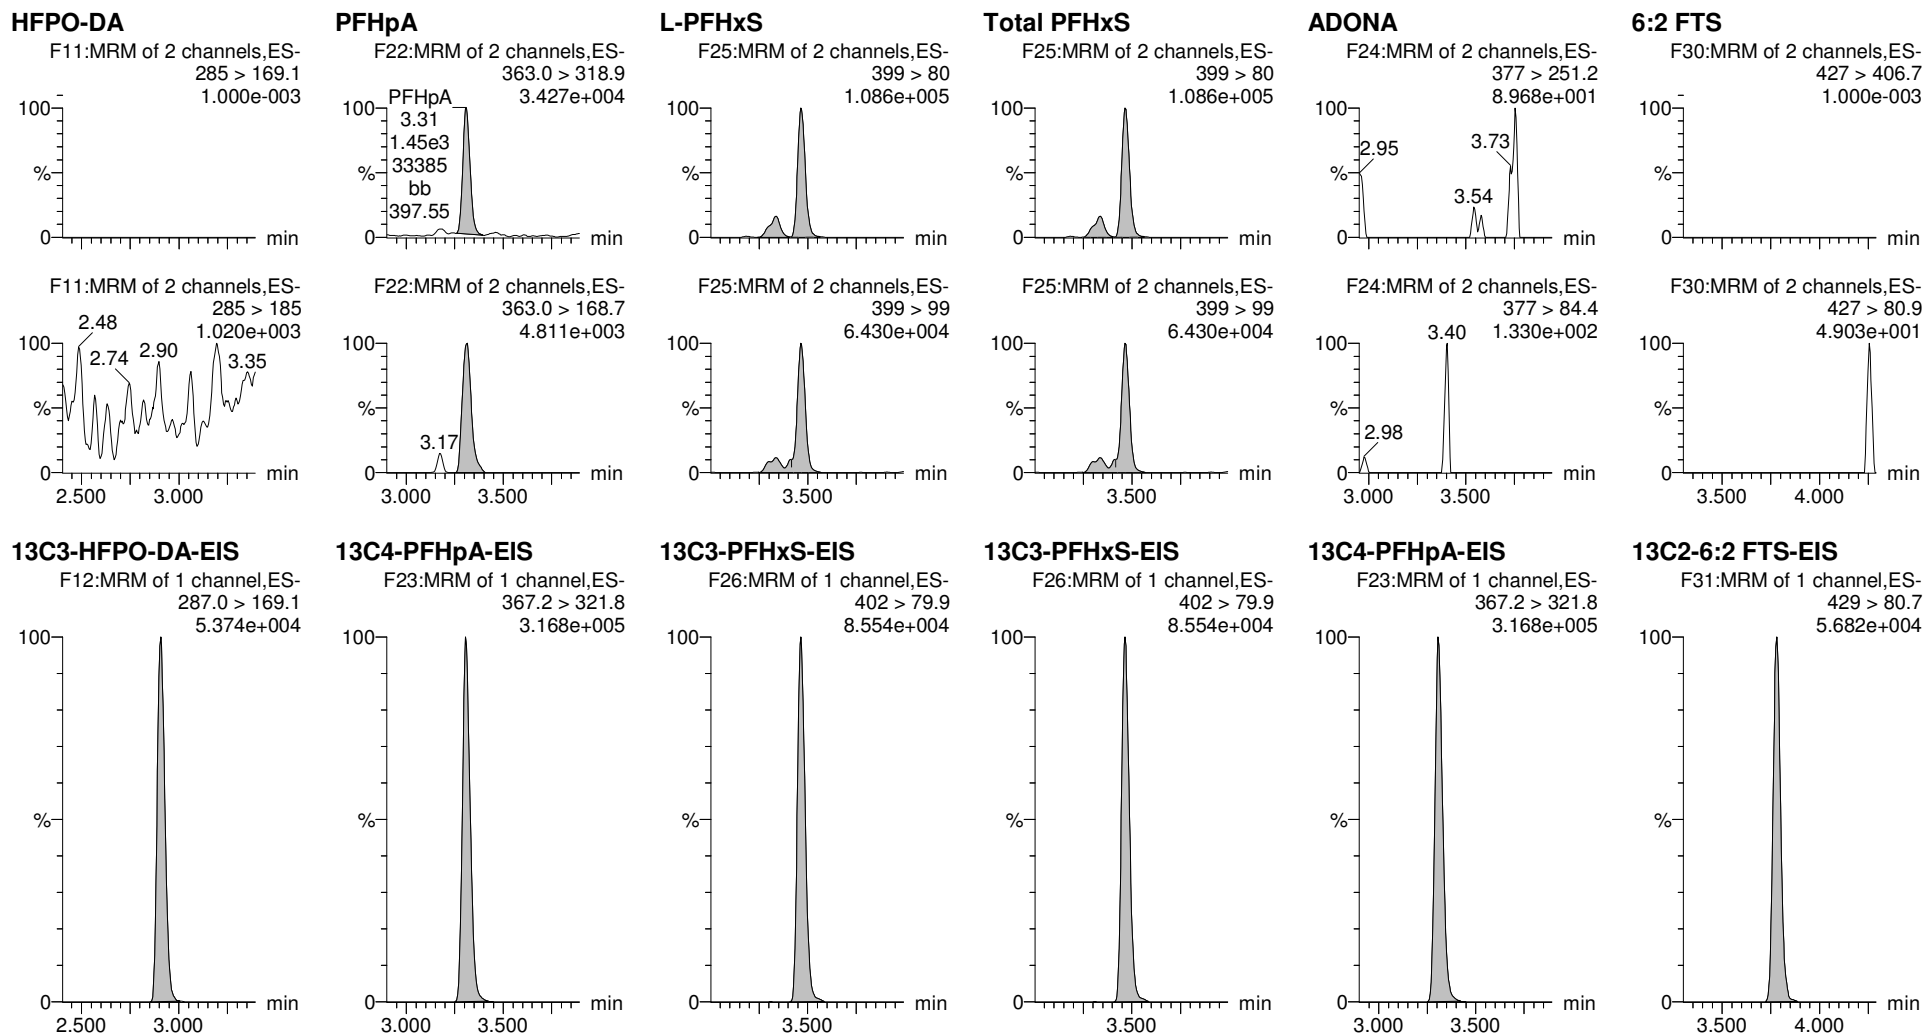 HFPO-DA
F11:MRM of 2 channels,ES-
285 > 169.1
1.000e-003
100
%
0
min
F11:MRM of 2 channels,ES-
285 > 185
1.020e+003
2.48
2.74
2.90
3.35
100
%
0
min
2.500
3.000
PFHpA
F22:MRM of 2 channels,ES-
363.0 > 318.9
3.427e+004
PFHpA
3.31
1.45e3
33385
bb
397.55
100
%
0
min
F22:MRM of 2 channels,ES-
363.0 > 168.7
4.811e+003
3.17
100
%
0
min
3.000
3.500
L-PFHxS
F25:MRM of 2 channels,ES-
399 > 80
1.086e+005
100
%
0
min
F25:MRM of 2 channels,ES-
399 > 99
6.430e+004
100
%
0
min
3.500
Total PFHxS
F25:MRM of 2 channels,ES-
399 > 80
1.086e+005
100
%
0
min
F25:MRM of 2 channels,ES-
399 > 99
6.430e+004
100
%
0
min
3.500
ADONA
F24:MRM of 2 channels,ES-
377 > 251.2
8.968e+001
2.95
3.73
3.54
100
%
0
min
F24:MRM of 2 channels,ES-
377 > 84.4
1.330e+002
3.40
2.98
100
%
0
min
3.000
3.500
6:2 FTS
F30:MRM of 2 channels,ES-
427 > 406.7
1.000e-003
100
%
0
min
F30:MRM of 2 channels,ES-
427 > 80.9
4.903e+001
100
%
0
min
3.500
4.000
13C3-HFPO-DA-EIS
F12:MRM of 1 channel,ES-
287.0 > 169.1
5.374e+004
100
%
0
min
2.500
3.000
13C4-PFHpA-EIS
F23:MRM of 1 channel,ES-
367.2 > 321.8
3.168e+005
100
%
0
min
3.000
3.500
13C3-PFHxS-EIS
F26:MRM of 1 channel,ES-
402 > 79.9
8.554e+004
100
%
0
min
3.500
13C3-PFHxS-EIS
F26:MRM of 1 channel,ES-
402 > 79.9
8.554e+004
100
%
0
min
3.500
13C4-PFHpA-EIS
F23:MRM of 1 channel,ES-
367.2 > 321.8
3.168e+005
100
%
0
min
3.000
3.500
13C2-6:2 FTS-EIS
F31:MRM of 1 channel,ES-
429 > 80.7
5.682e+004
100
%
0
min
3.500
4.000